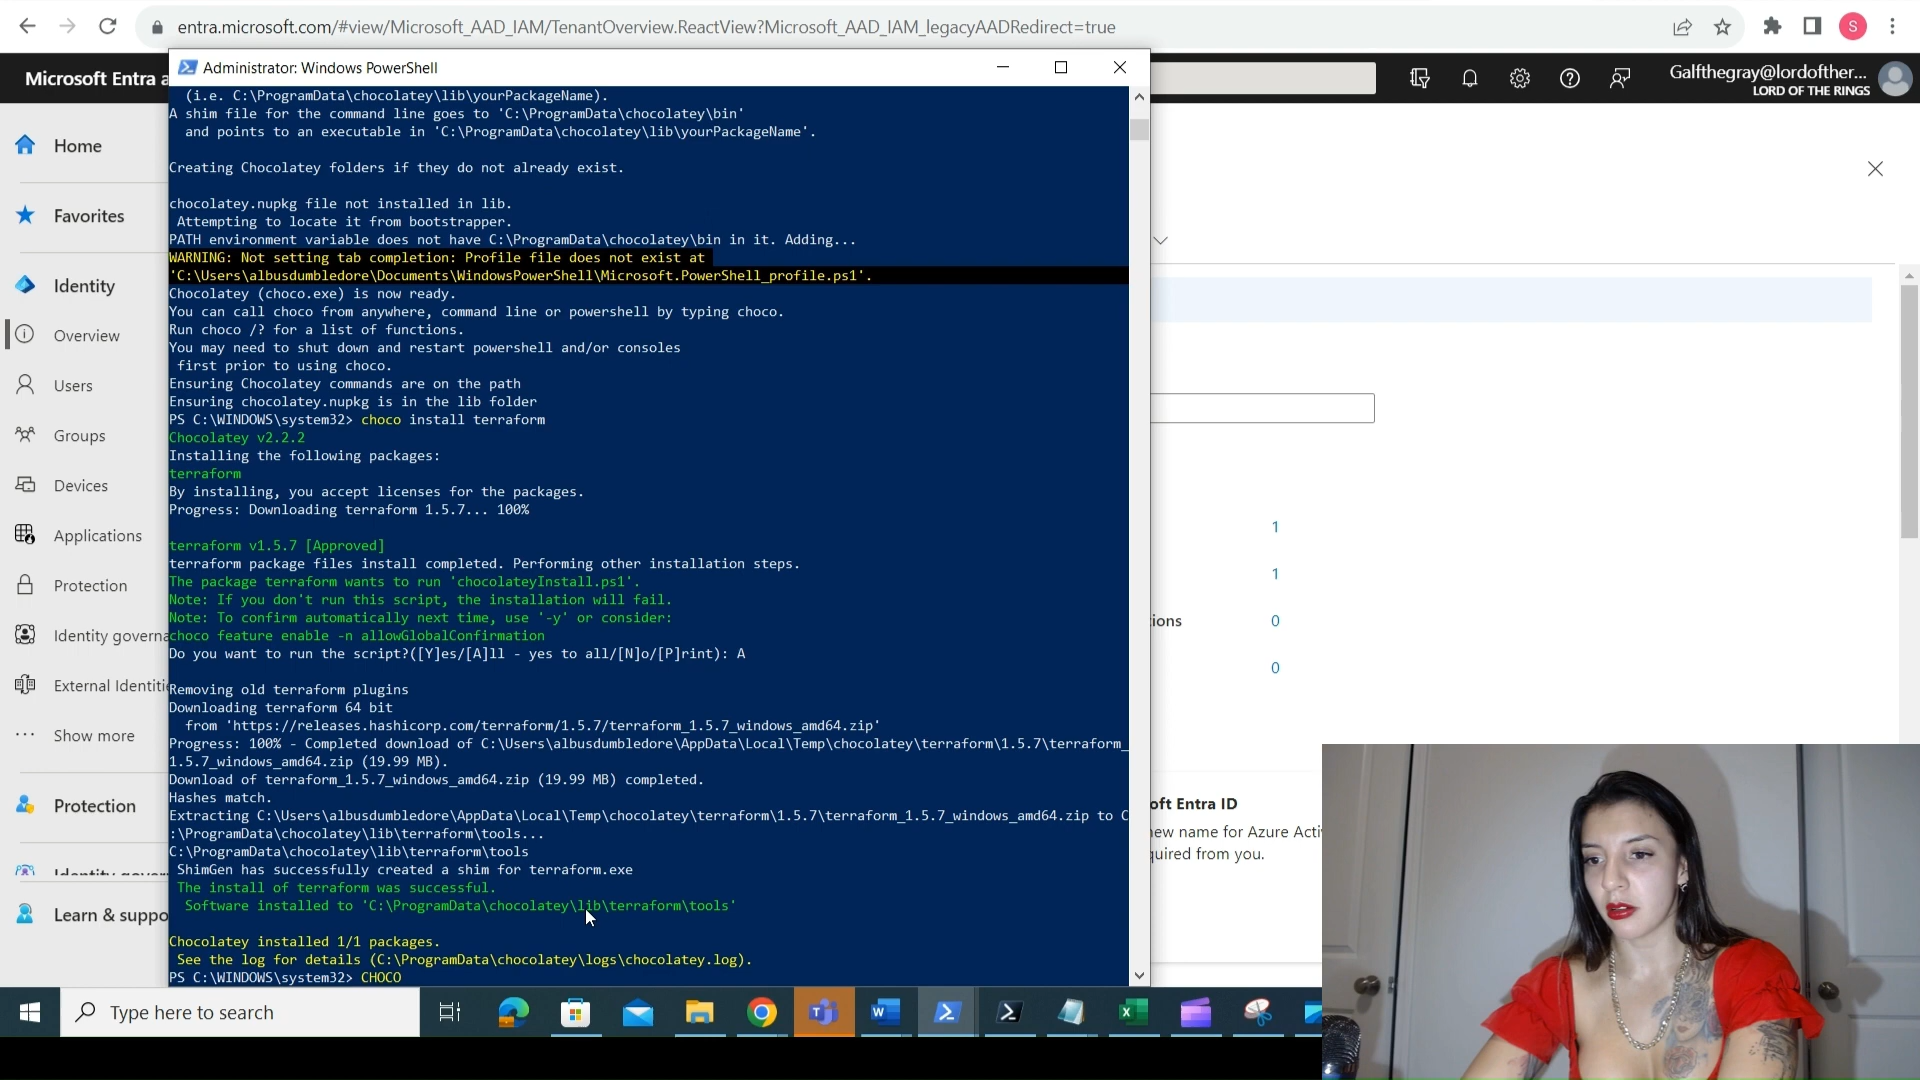 entra.microsoft.com/#view/Microsoft_AAD_IAM/TenantOverview.ReactView?Microsoft_AAD_IAM_legacyAADRedirect=true
S
Microsoft Entra a
Administrator: Windows PowerShell
Galfthegray@lordofther...
LORD OF THE RINGS
Home
Favorites
Identity
Overview
Users
Groups
Devices
Applications
Protection
Identity governa
External Identiti
Show more
Protection
Identity governa
Learn & suppo
(i.e. C:\ProgramData\chocolatey\lib\yourPackageName).
A shim file for the command line goes to 'C:\ProgramData\chocolatey\bin'
and points to an executable in 'C:\ProgramData\chocolatey\lib\yourPackageName'.
Creating Chocolatey folders if they do not already exist.
chocolatey.nupkg file not installed in lib.
Attempting to locate it from bootstrapper.
PATH environment variable does not have C:\ProgramData\chocolatey\bin in it. Adding...
WARNING: Not setting tab completion: Profile file does not exist at
'C:\Users\albusdumbledore\Documents\WindowsPowerShell\Microsoft.PowerShell_profile.ps1'.
Chocolatey (choco.exe) is now ready.
You can call choco from anywhere, command line or powershell by typing choco.
Run choco /? for a list of functions.
You may need to shut down and restart powershell and/or consoles
first prior to using choco.
Ensuring Chocolatey commands are on the path
Ensuring chocolatey.nupkg is in the lib folder
PS C:\WINDOWS\system32> choco install terraform
Chocolatey v2.2.2
Installing the following packages:
terraform
By installing, you accept licenses for the packages.
Progress: Downloading terraform 1.5.7... 100%
terraform v1.5.7 [Approved]
terraform package files install completed. Performing other installation steps.
The package terraform wants to run 'chocolateyInstall.ps1'.
Note: If you don't run this script, the installation will fail.
Note: To confirm automatically next time, use '-y' or consider:
choco feature enable -n allowGlobalConfirmation
Do you want to run the script?([Y]es/[A]ll - yes to all/[N]o/[P]rint): A
Removing old terraform plugins
Downloading terraform 64 bit
from 'https://releases.hashicorp.com/terraform/1.5.7/terraform_1.5.7_windows_amd64.zip'
Progress: 100% - Completed download of C:\Users\albusdumbledore\AppData\Local\Temp\chocolatey\terraform\1.5.7\terraform_
1.5.7_windows_amd64.zip (19.99 MB).
Download of terraform_1.5.7_windows_amd64.zip (19.99 MB) completed.
Hashes match.
Extracting C:\Users\albusdumbledore\AppData\Local\Temp\chocolatey\terraform\1.5.7\terraform_1.5.7_windows_amd64.zip to C
:\ProgramData\chocolatey\lib\terraform\tools...
C:\ProgramData\chocolatey\lib\terraform\tools
ShimGen has successfully created a shim for terraform.exe
The install of terraform was successful.
Software installed to 'C:\ProgramData\chocolatey\lib\terraform\tools'
Chocolatey installed 1/1 packages.
See the log for details (C:\ProgramData\chocolatey\logs\chocolatey.log).
PS C:\WINDOWS\system32> CHOCO
1
1
ions
0
0
oft Entra ID
ew name for Azure Acti
quired from you.
Type here to search